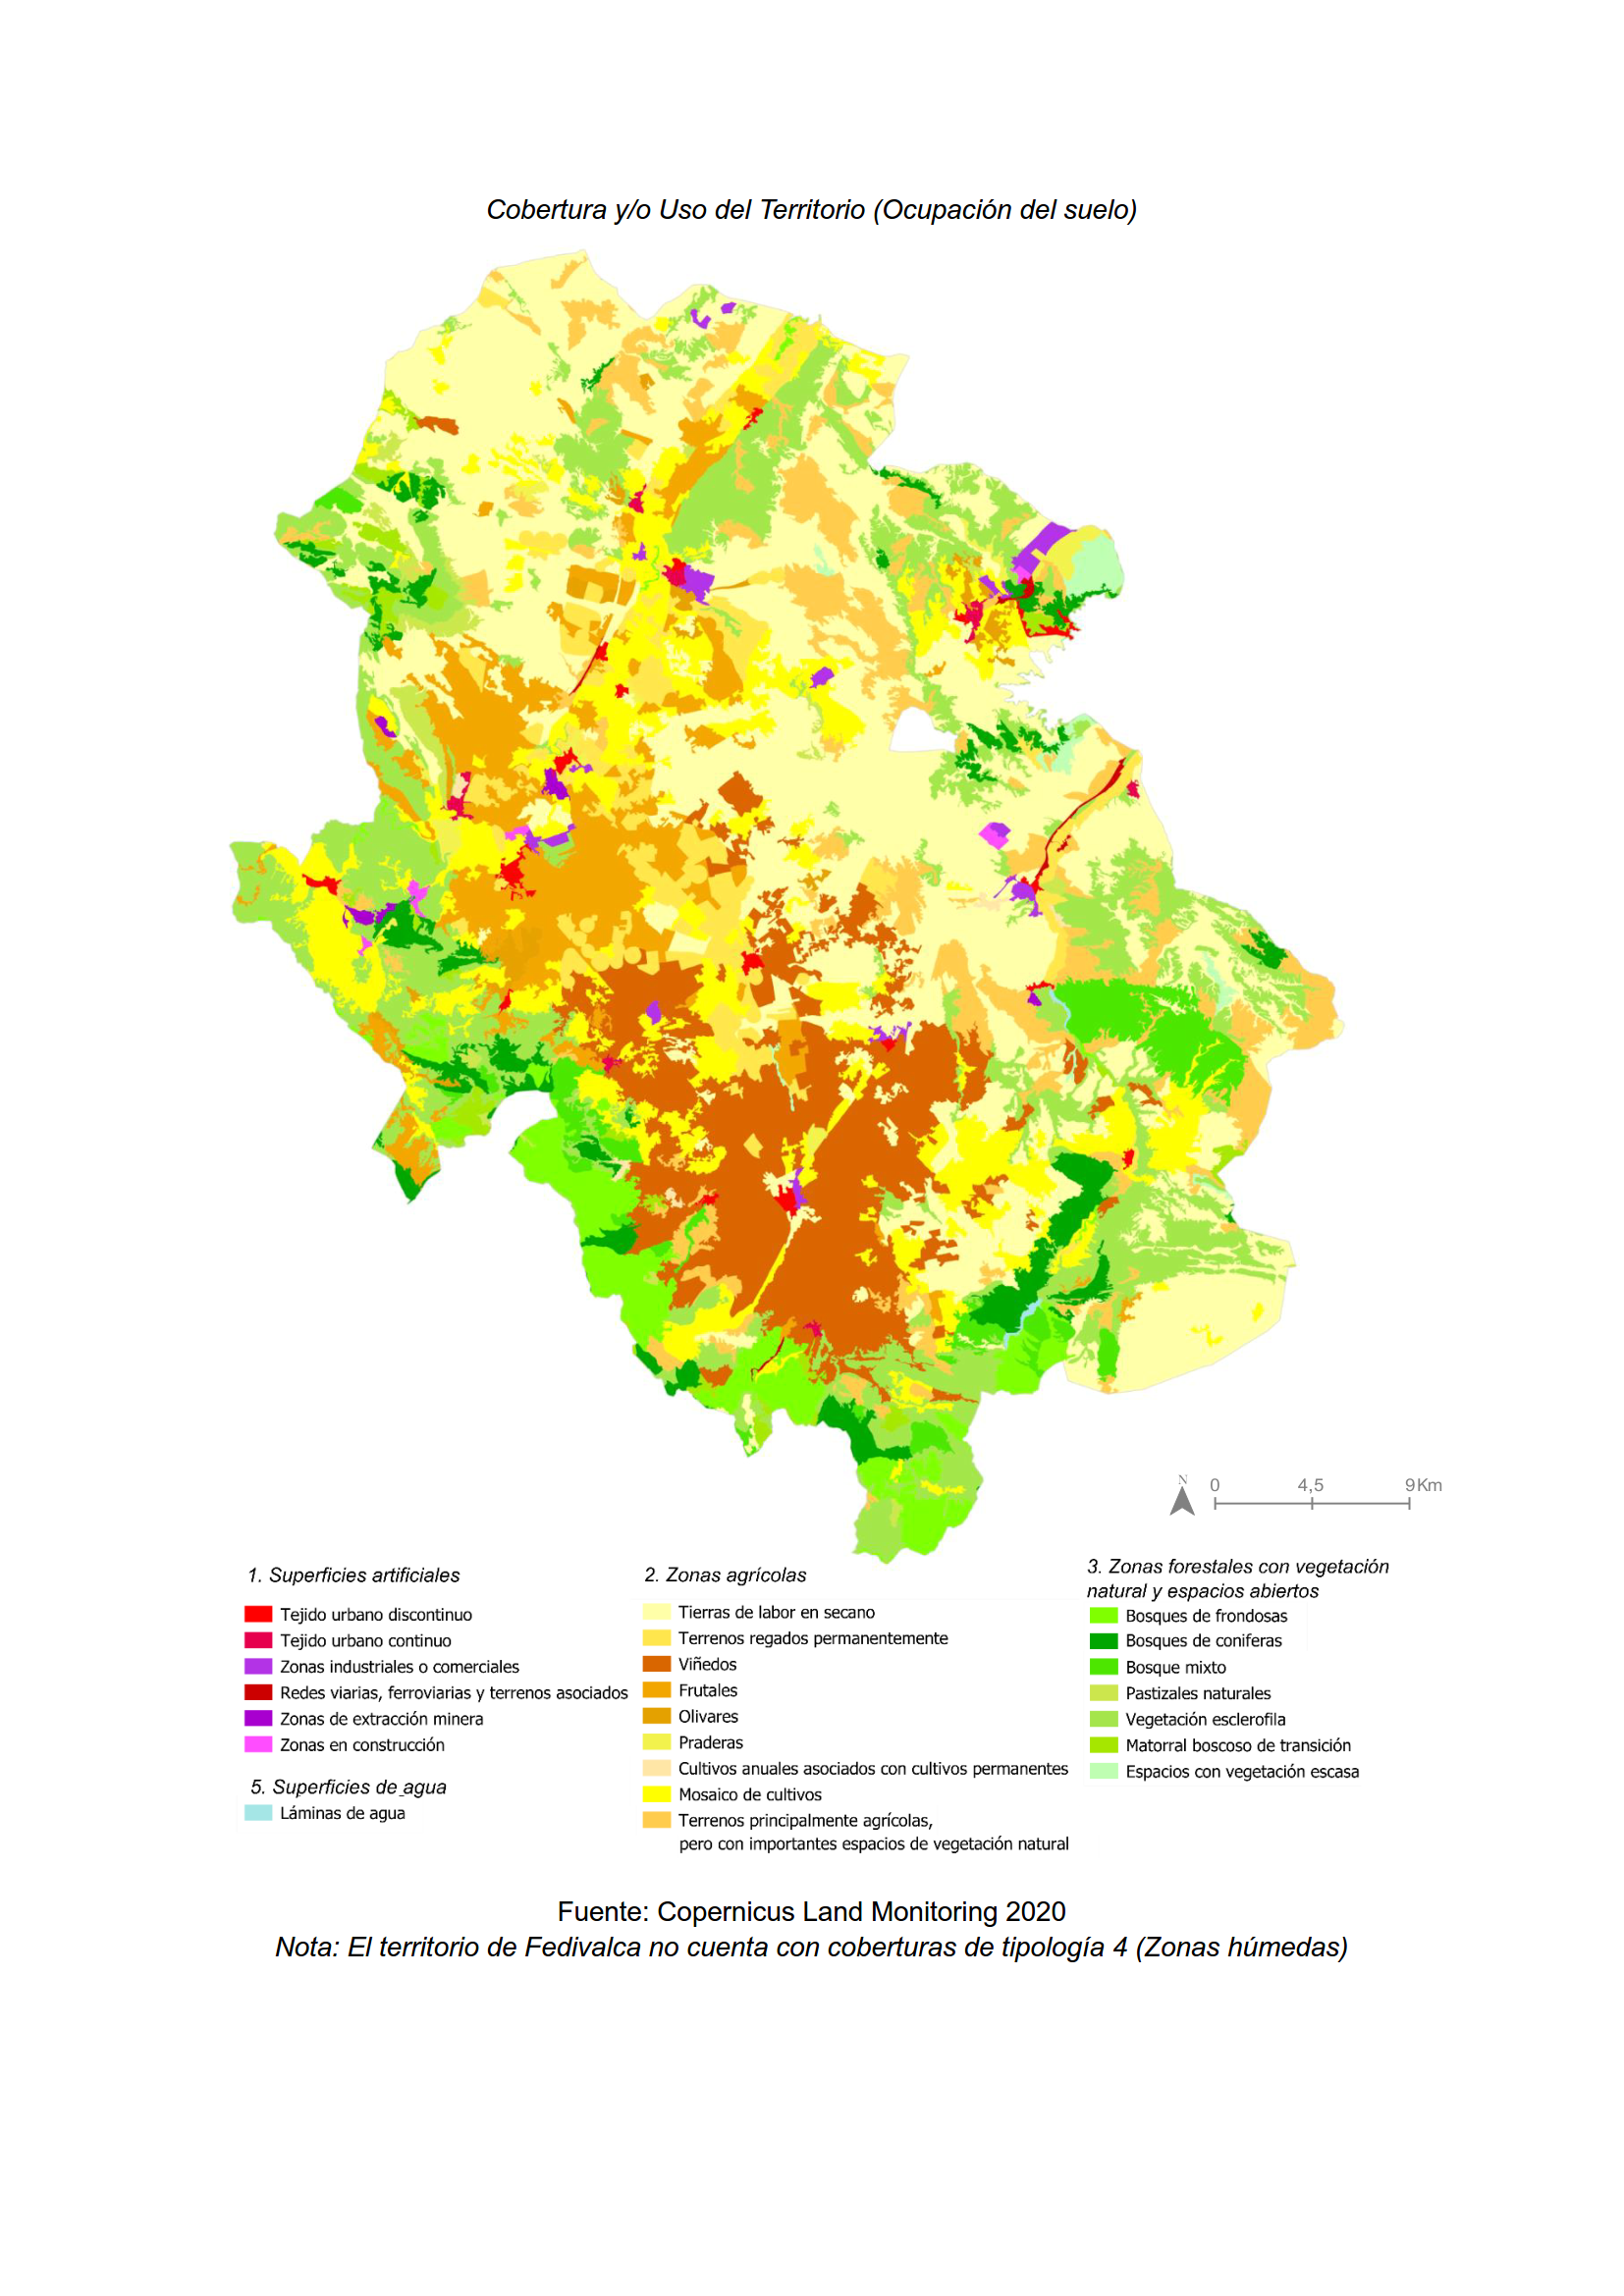 Cobertura y/o Uso del Territorio (Ocupación del suelo)
N
0 4,5 9Km
1. Superficies artificiales
Tejido urbano discontinuo
Tejido urbano continuo
Zonas industriales o comerciales
Redes viarias, ferroviarias y terrenos asociados
Zonas de extracción minera
Zonas en construcción
5. Superficies de agua
Láminas de agua
2. Zonas agrícolas
Tierras de labor en secano
Terrenos regados permanentemente
Viñedos
Frutales
Olivares
Praderas
Cultivos anuales asociados con cultivos permanentes
Mosaico de cultivos
Terrenos principalmente agrícolas,
pero con importantes espacios de vegetación natural
3. Zonas forestales con vegetación
natural y espacios abiertos
Bosques de frondosas
Bosques de coniferas
Bosque mixto
Pastizales naturales
Vegetación esclerofila
Matorral boscoso de transición
Espacios con vegetación escasa
Fuente: Copernicus Land Monitoring 2020
Nota: El territorio de Fedivalca no cuenta con coberturas de tipología 4 (Zonas húmedas)